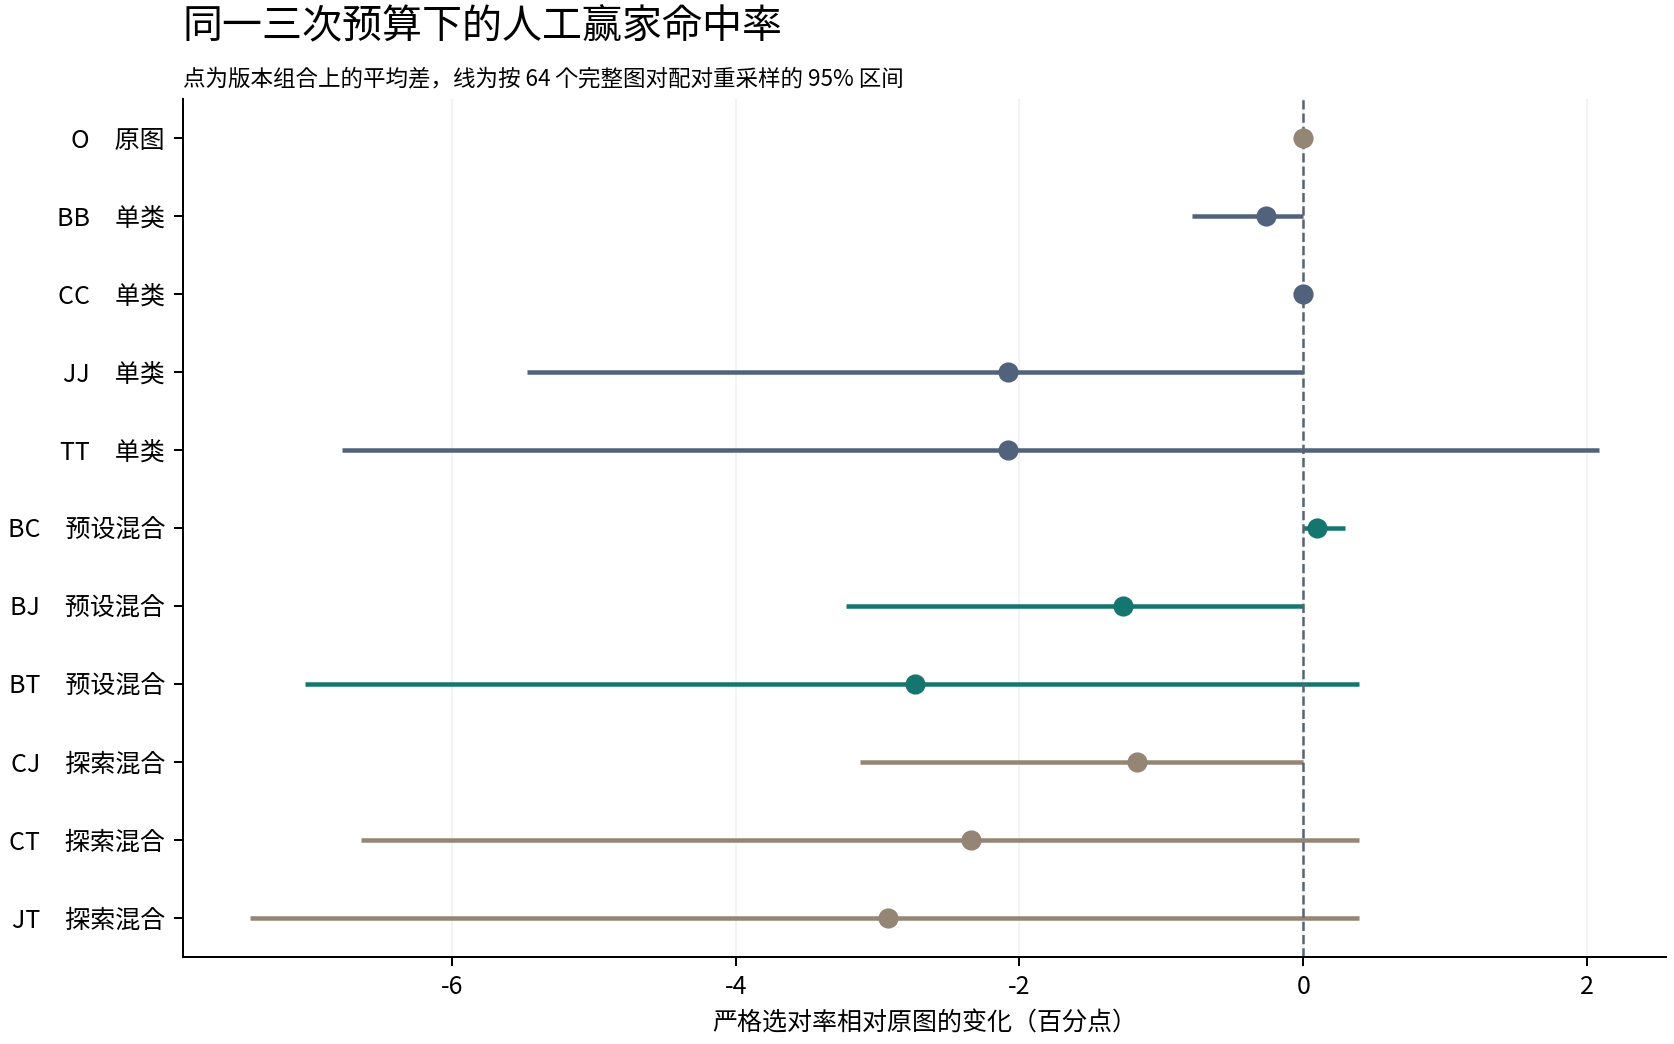 同一三次预算下的人工赢家命中率
点为版本组合上的平均差，线为按 64 个完整图对配对重采样的 95% 区间
O 原图
BB 单类
CC 单类
JJ 单类
TT 单类
BC 预设混合
BJ 预设混合
BT 预设混合
CJ 探索混合
CT 探索混合
JT 探索混合
-6 -4 -2 0 2
严格选对率相对原图的变化（百分点）